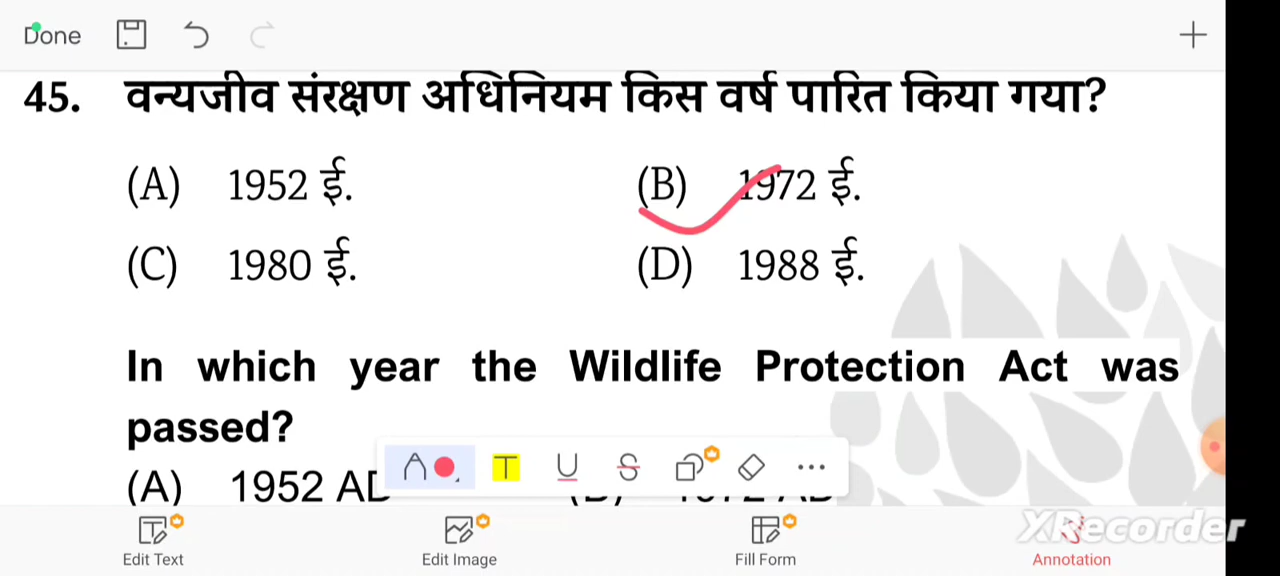 Done
45. वन्यजीव संरक्षण अधिनियम किस वर्ष पारित किया गया?
(A) 1952 ई. (B) 1972 ई.
(C) 1980 ई. (D) 1988 ई.
In which year the Wildlife Protection Act was
passed?
(A) 1952 AD
Edit Text Edit Image Fill Form Annotation
XRecorder